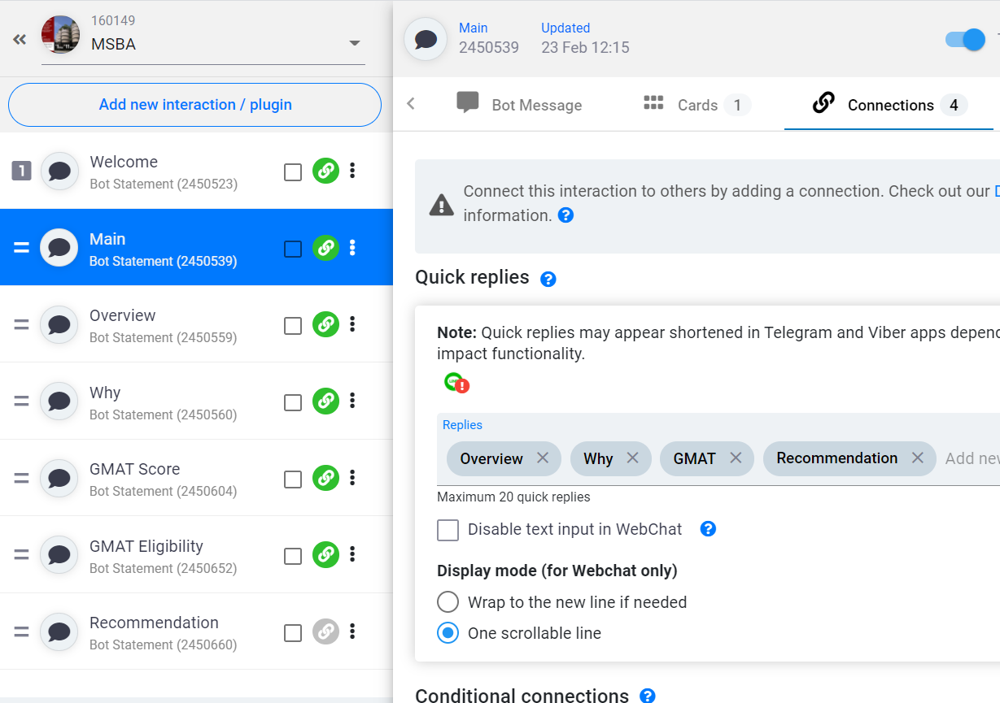 160149
MSBA
Add new interaction / plugin
1
Welcome
Bot Statement (2450523)
Main
Bot Statement (2450539)
Overview
Bot Statement (2450559)
Why
Bot Statement (2450560)
GMAT Score
Bot Statement (2450604)
GMAT Eligibility
Bot Statement (2450652)
Recommendation
Bot Statement (2450660)
Main
2450539
Updated
23 Feb 12:15
Bot Message
Cards 1
Connections 4
Connect this interaction to others by adding a connection. Check out our
information. ?
Quick replies ?
Note: Quick replies may appear shortened in Telegram and Viber apps
impact functionality.
Replies
Overview Why GMAT Recommendation Add
Maximum 20 quick replies
Disable text input in WebChat ?
Display mode (for Webchat only)
Wrap to the new line if needed
One scrollable line
Conditional connections ?